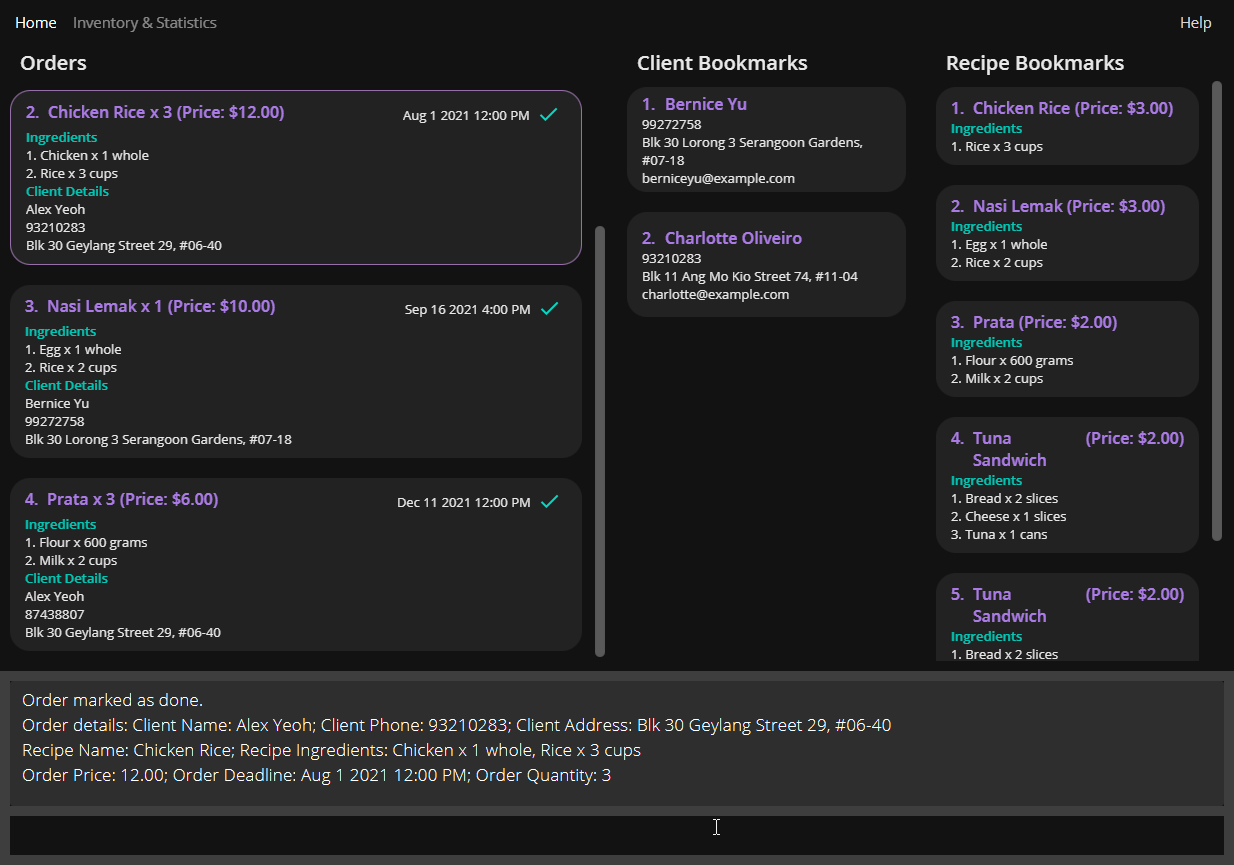 Home Inventory & Statistics Help
Orders
2. Chicken Rice x 3 (Price: $12.00) Aug 1 2021 12:00 PM
Ingredients
1. Chicken x 1 whole
2. Rice x 3 cups
Client Details
Alex Yeoh
93210283
Blk 30 Geylang Street 29, #06-40
3. Nasi Lemak x 1 (Price: $10.00) Sep 16 2021 4:00 PM
Ingredients
1. Egg x 1 whole
2. Rice x 2 cups
Client Details
Bernice Yu
99272758
Blk 30 Lorong 3 Serangoon Gardens, #07-18
4. Prata x 3 (Price: $6.00) Dec 11 2021 12:00 PM
Ingredients
1. Flour x 600 grams
2. Milk x 2 cups
Client Details
Alex Yeoh
87438807
Blk 30 Geylang Street 29, #06-40
Client Bookmarks
1. Bernice Yu
99272758
Blk 30 Lorong 3 Serangoon Gardens,
#07-18
berniceyu@example.com
2. Charlotte Oliveiro
93210283
Blk 11 Ang Mo Kio Street 74, #11-04
charlotte@example.com
Recipe Bookmarks
1. Chicken Rice (Price: $3.00)
Ingredients
1. Rice x 3 cups
2. Nasi Lemak (Price: $3.00)
Ingredients
1. Egg x 1 whole
2. Rice x 2 cups
3. Prata (Price: $2.00)
Ingredients
1. Flour x 600 grams
2. Milk x 2 cups
4. Tuna (Price: $2.00)
Sandwich
Ingredients
1. Bread x 2 slices
2. Cheese x 1 slices
3. Tuna x 1 cans
5. Tuna (Price: $2.00)
Sandwich
Ingredients
1. Bread x 2 slices
Order marked as done.
Order details: Client Name: Alex Yeoh; Client Phone: 93210283; Client Address: Blk 30 Geylang Street 29, #06-40
Recipe Name: Chicken Rice; Recipe Ingredients: Chicken x 1 whole, Rice x 3 cups
Order Price: 12.00; Order Deadline: Aug 1 2021 12:00 PM; Order Quantity: 3